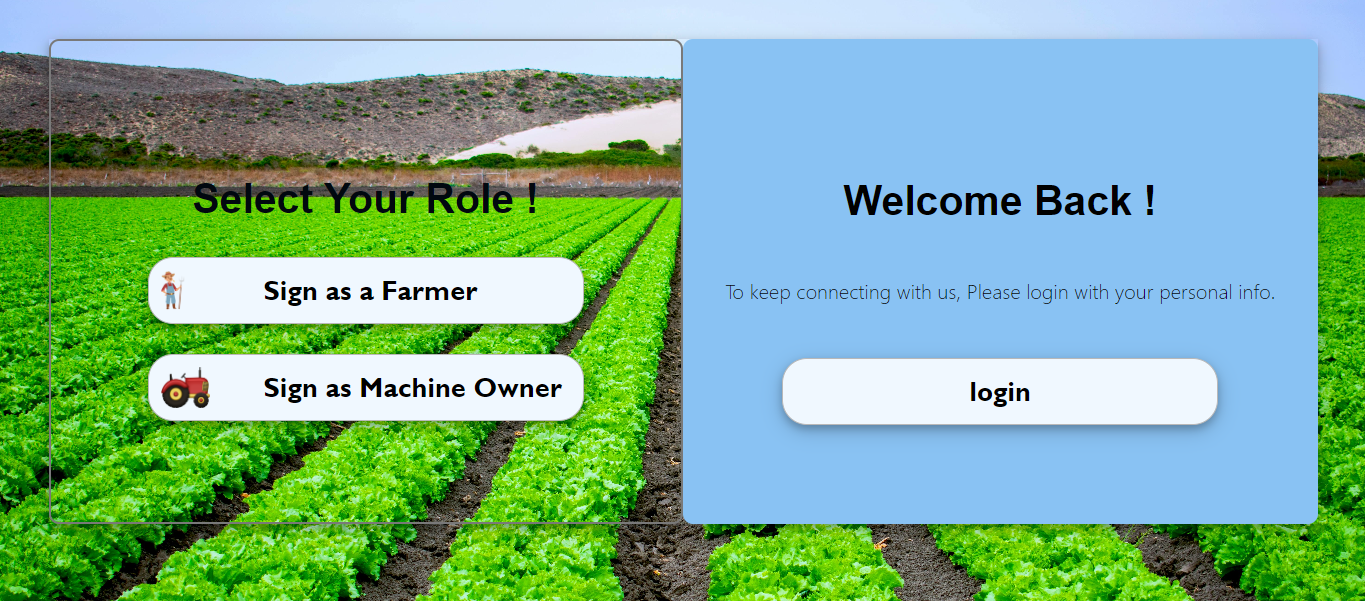 Select Your Role !
Sign as a Farmer
Sign as Machine Owner
Welcome Back !
To keep connecting with us, Please login with your personal info.
login